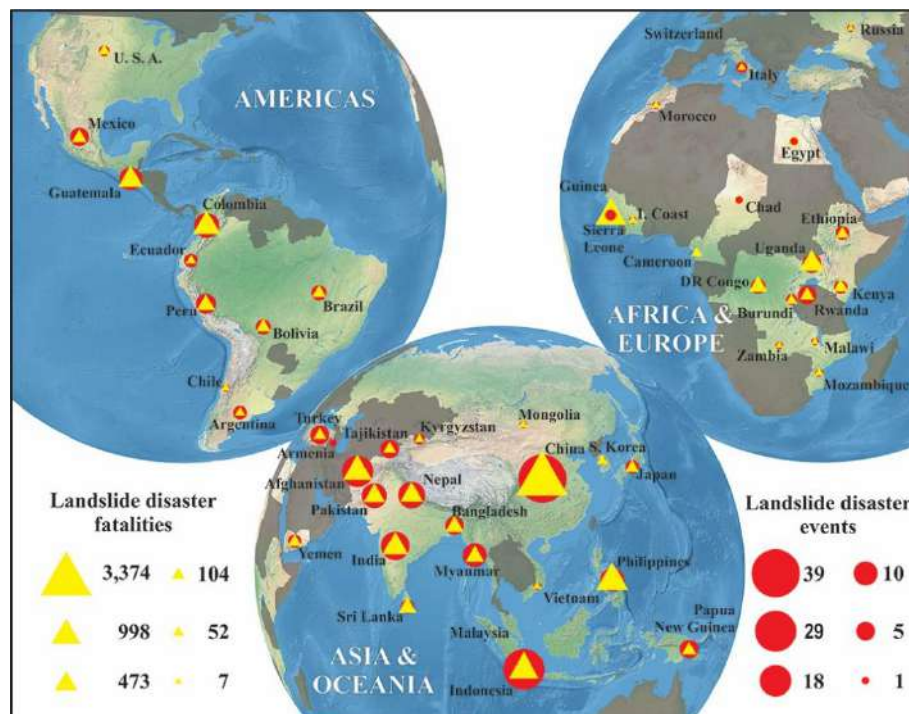 U. S. A.
AMERICAS
Mexico
Guatemala
Colombia
Ecuador
Peru
Brazil
Bolivia
Chile
Argentina
Switzerland
Russia
Italy
Morocco
Egypt
Guinea
I. Coast
Chad
Sierra
Leone
Ethiopia
Uganda
Cameroon
DR Congo
Kenya
Burundi
Rwanda
AFRICA &
EUROPE
Zambia
Malawi
Mozambique
Turkey
Armenia
Tajikistan
Kyrgyzstan
Mongolia
China
S. Korea
Japan
Afghanistan
Nepal
Pakistan
Bangladesh
Yemen
India
Myanmar
Philippines
Vietnam
Sri Lanka
Malaysia
Papua
New Guinea
ASIA &
OCEANIA
Indonesia
Landslide disaster
fatalities
3,374
104
998
52
473
7
Landslide disaster
events
39
10
29
5
18
1